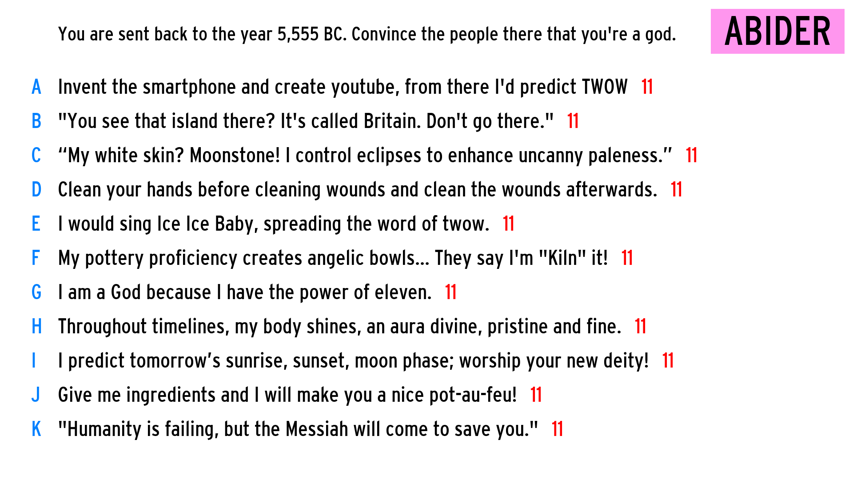 You are sent back to the year 5,555 BC. Convince the people there that you're a god.
ABIDER
A Invent the smartphone and create youtube, from there I'd predict TWOW 11
B "You see that island there? It's called Britain. Don't go there." 11
C “My white skin? Moonstone! I control eclipses to enhance uncanny paleness.” 11
D Clean your hands before cleaning wounds and clean the wounds afterwards. 11
E I would sing Ice Ice Baby, spreading the word of twow. 11
F My pottery proficiency creates angelic bowls... They say I'm "Kiln" it! 11
G I am a God because I have the power of eleven. 11
H Throughout timelines, my body shines, an aura divine, pristine and fine. 11
I I predict tomorrow’s sunrise, sunset, moon phase; worship your new deity! 11
J Give me ingredients and I will make you a nice pot-au-feu! 11
K "Humanity is failing, but the Messiah will come to save you." 11